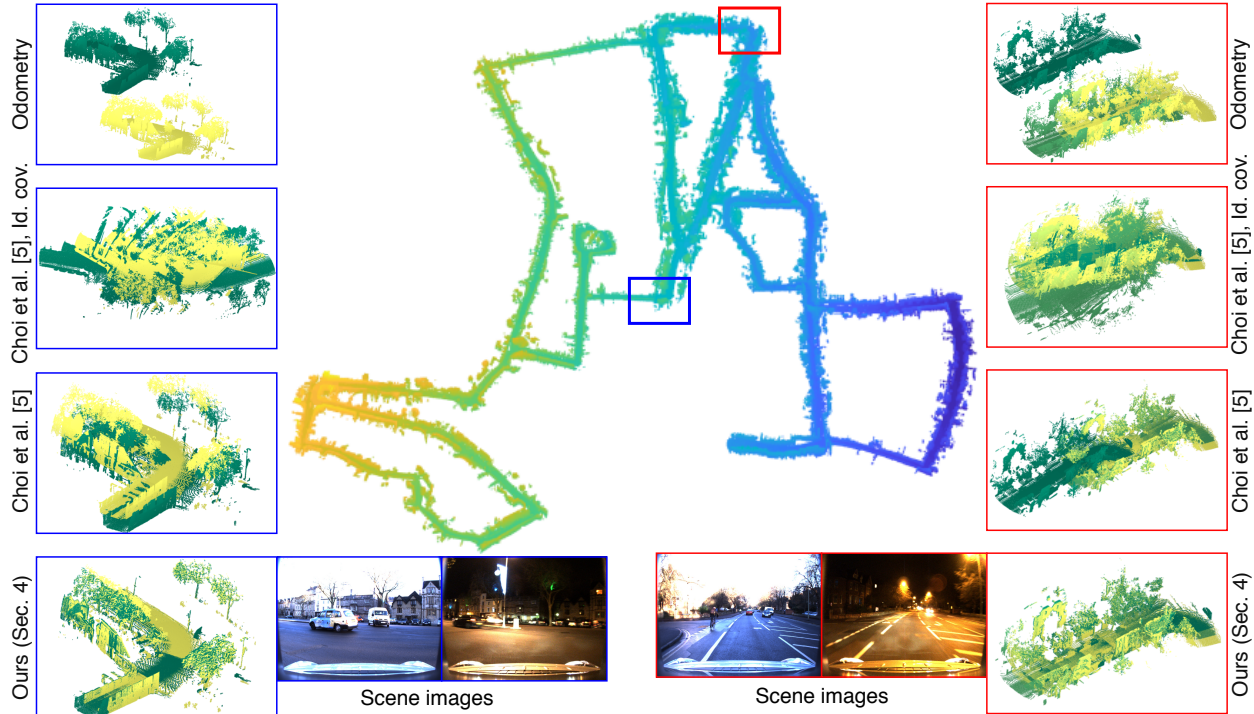 Odometry
Choi et al. [5], Id. cov.
Choi et al. [5]
Ours (Sec. 4)
Scene images
Scene images
Odometry
Choi et al. [5], Id. cov.
Choi et al. [5]
Ours (Sec. 4)